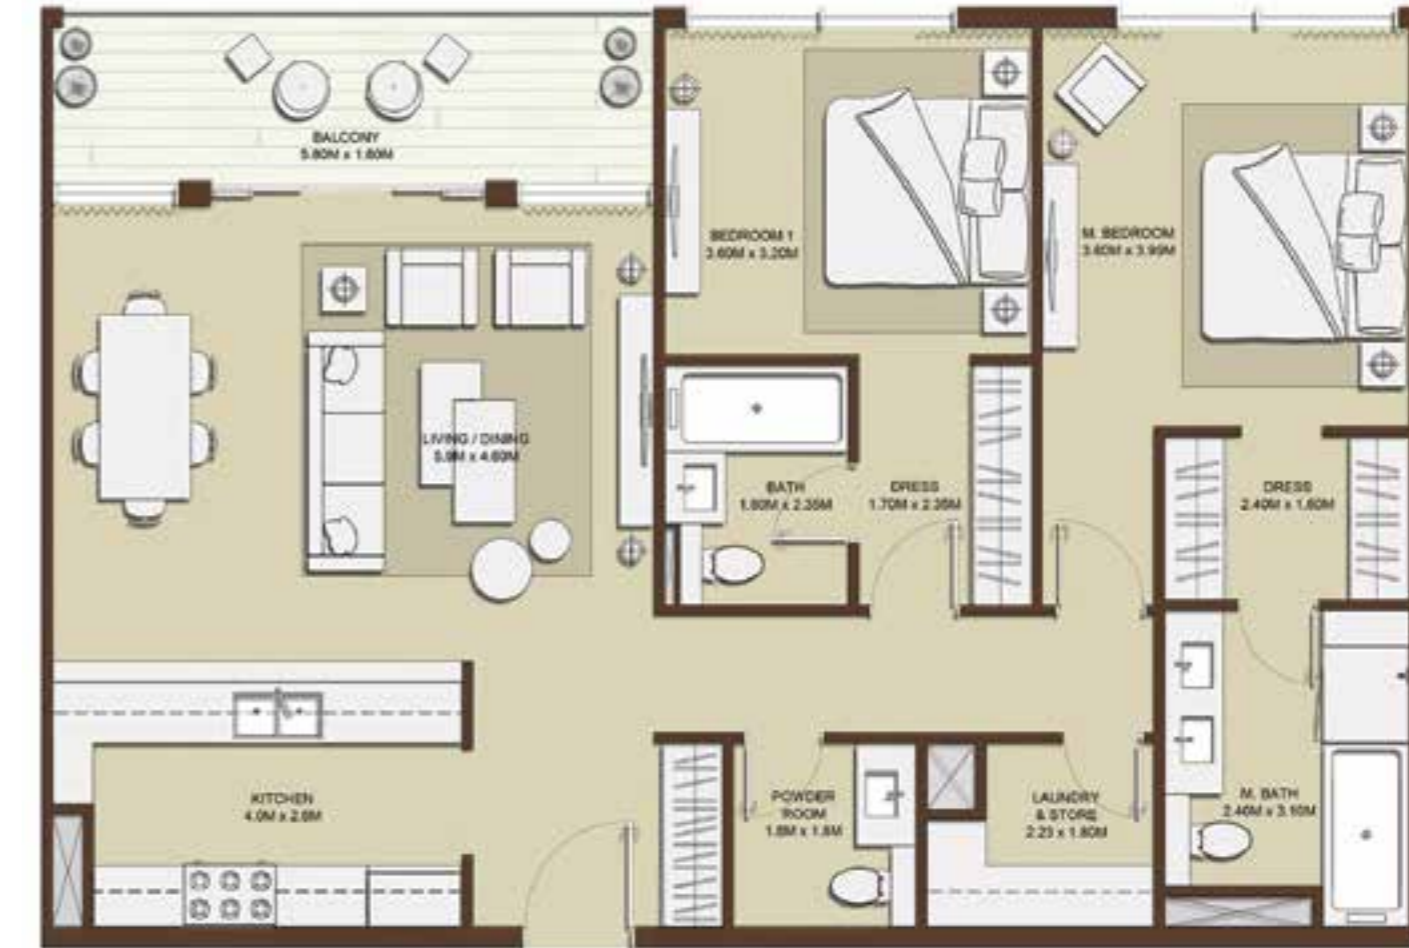 BALCONY
5.80M x 1.60M
BEDROOM 1
3.60M x 3.20M
M. BEDROOM
3.60M x 3.99M
LIVING / DINING
5.9M x 4.60M
BATH
1.80M x 2.35M
DRESS
1.70M x 2.35M
DRESS
2.40M x 1.60M
KITCHEN
4.0M x 2.6M
POWDER
ROOM
1.8M x 1.8M
LAUNDRY
& STORE
2.23 x 1.80M
M. BATH
2.40M x 3.10M